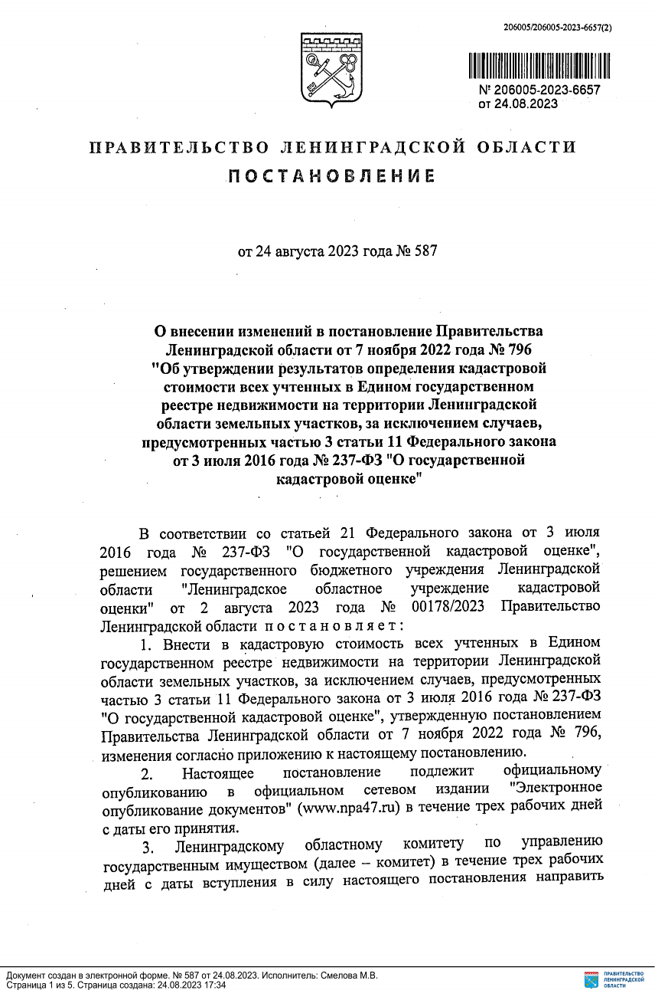 206005/206005-2023-6657(2)
№ 206005-2023-6657
от 24.08.2023
ПРАВИТЕЛЬСТВО ЛЕНИНГРАДСКОЙ ОБЛАСТИ
ПОСТАНОВЛЕНИЕ
от 24 августа 2023 года № 587
О внесении изменений в постановление Правительства
Ленинградской области от 7 ноября 2022 года № 796
"Об утверждении результатов определения кадастровой
стоимости всех учтенных в Едином государственном
реестре недвижимости на территории Ленинградской
области земельных участков, за исключением случаев,
предусмотренных частью 3 статьи 11 Федерального закона
от 3 июля 2016 года № 237-ФЗ "О государственной
кадастровой оценке"
В соответствии со статьей 21 Федерального закона от 3 июля
2016 года № 237-ФЗ "О государственной кадастровой оценке",
решением государственного бюджетного учреждения Ленинградской
области "Ленинградское областное учреждение кадастровой
оценки" от 2 августа 2023 года № 00178/2023 Правительство
Ленинградской области постановляет:
1. Внести в кадастровую стоимость всех учтенных в Едином
государственном реестре недвижимости на территории Ленинградской
области земельных участков, за исключением случаев, предусмотренных
частью 3 статьи 11 Федерального закона от 3 июля 2016 года № 237-ФЗ
"О государственной кадастровой оценке", утвержденную постановлением
Правительства Ленинградской области от 7 ноября 2022 года № 796,
изменения согласно приложению к настоящему постановлению.
2. Настоящее постановление подлежит официальному
опубликованию в официальном сетевом издании "Электронное
опубликование документов" (www.npa47.ru) в течение трех рабочих дней
с даты его принятия.
3. Ленинградскому областному комитету по управлению
государственным имуществом (далее – комитет) в течение трех рабочих
дней с даты вступления в силу настоящего постановления направить
Документ создан в электронной форме. № 587 от 24.08.2023. Исполнитель: Смелова М.В.
Страница 1 из 5. Страница создана: 24.08.2023 17:34
ПРАВИТЕЛЬСТВО
ЛЕНИНГРАДСКОЙ
ОБЛАСТИ